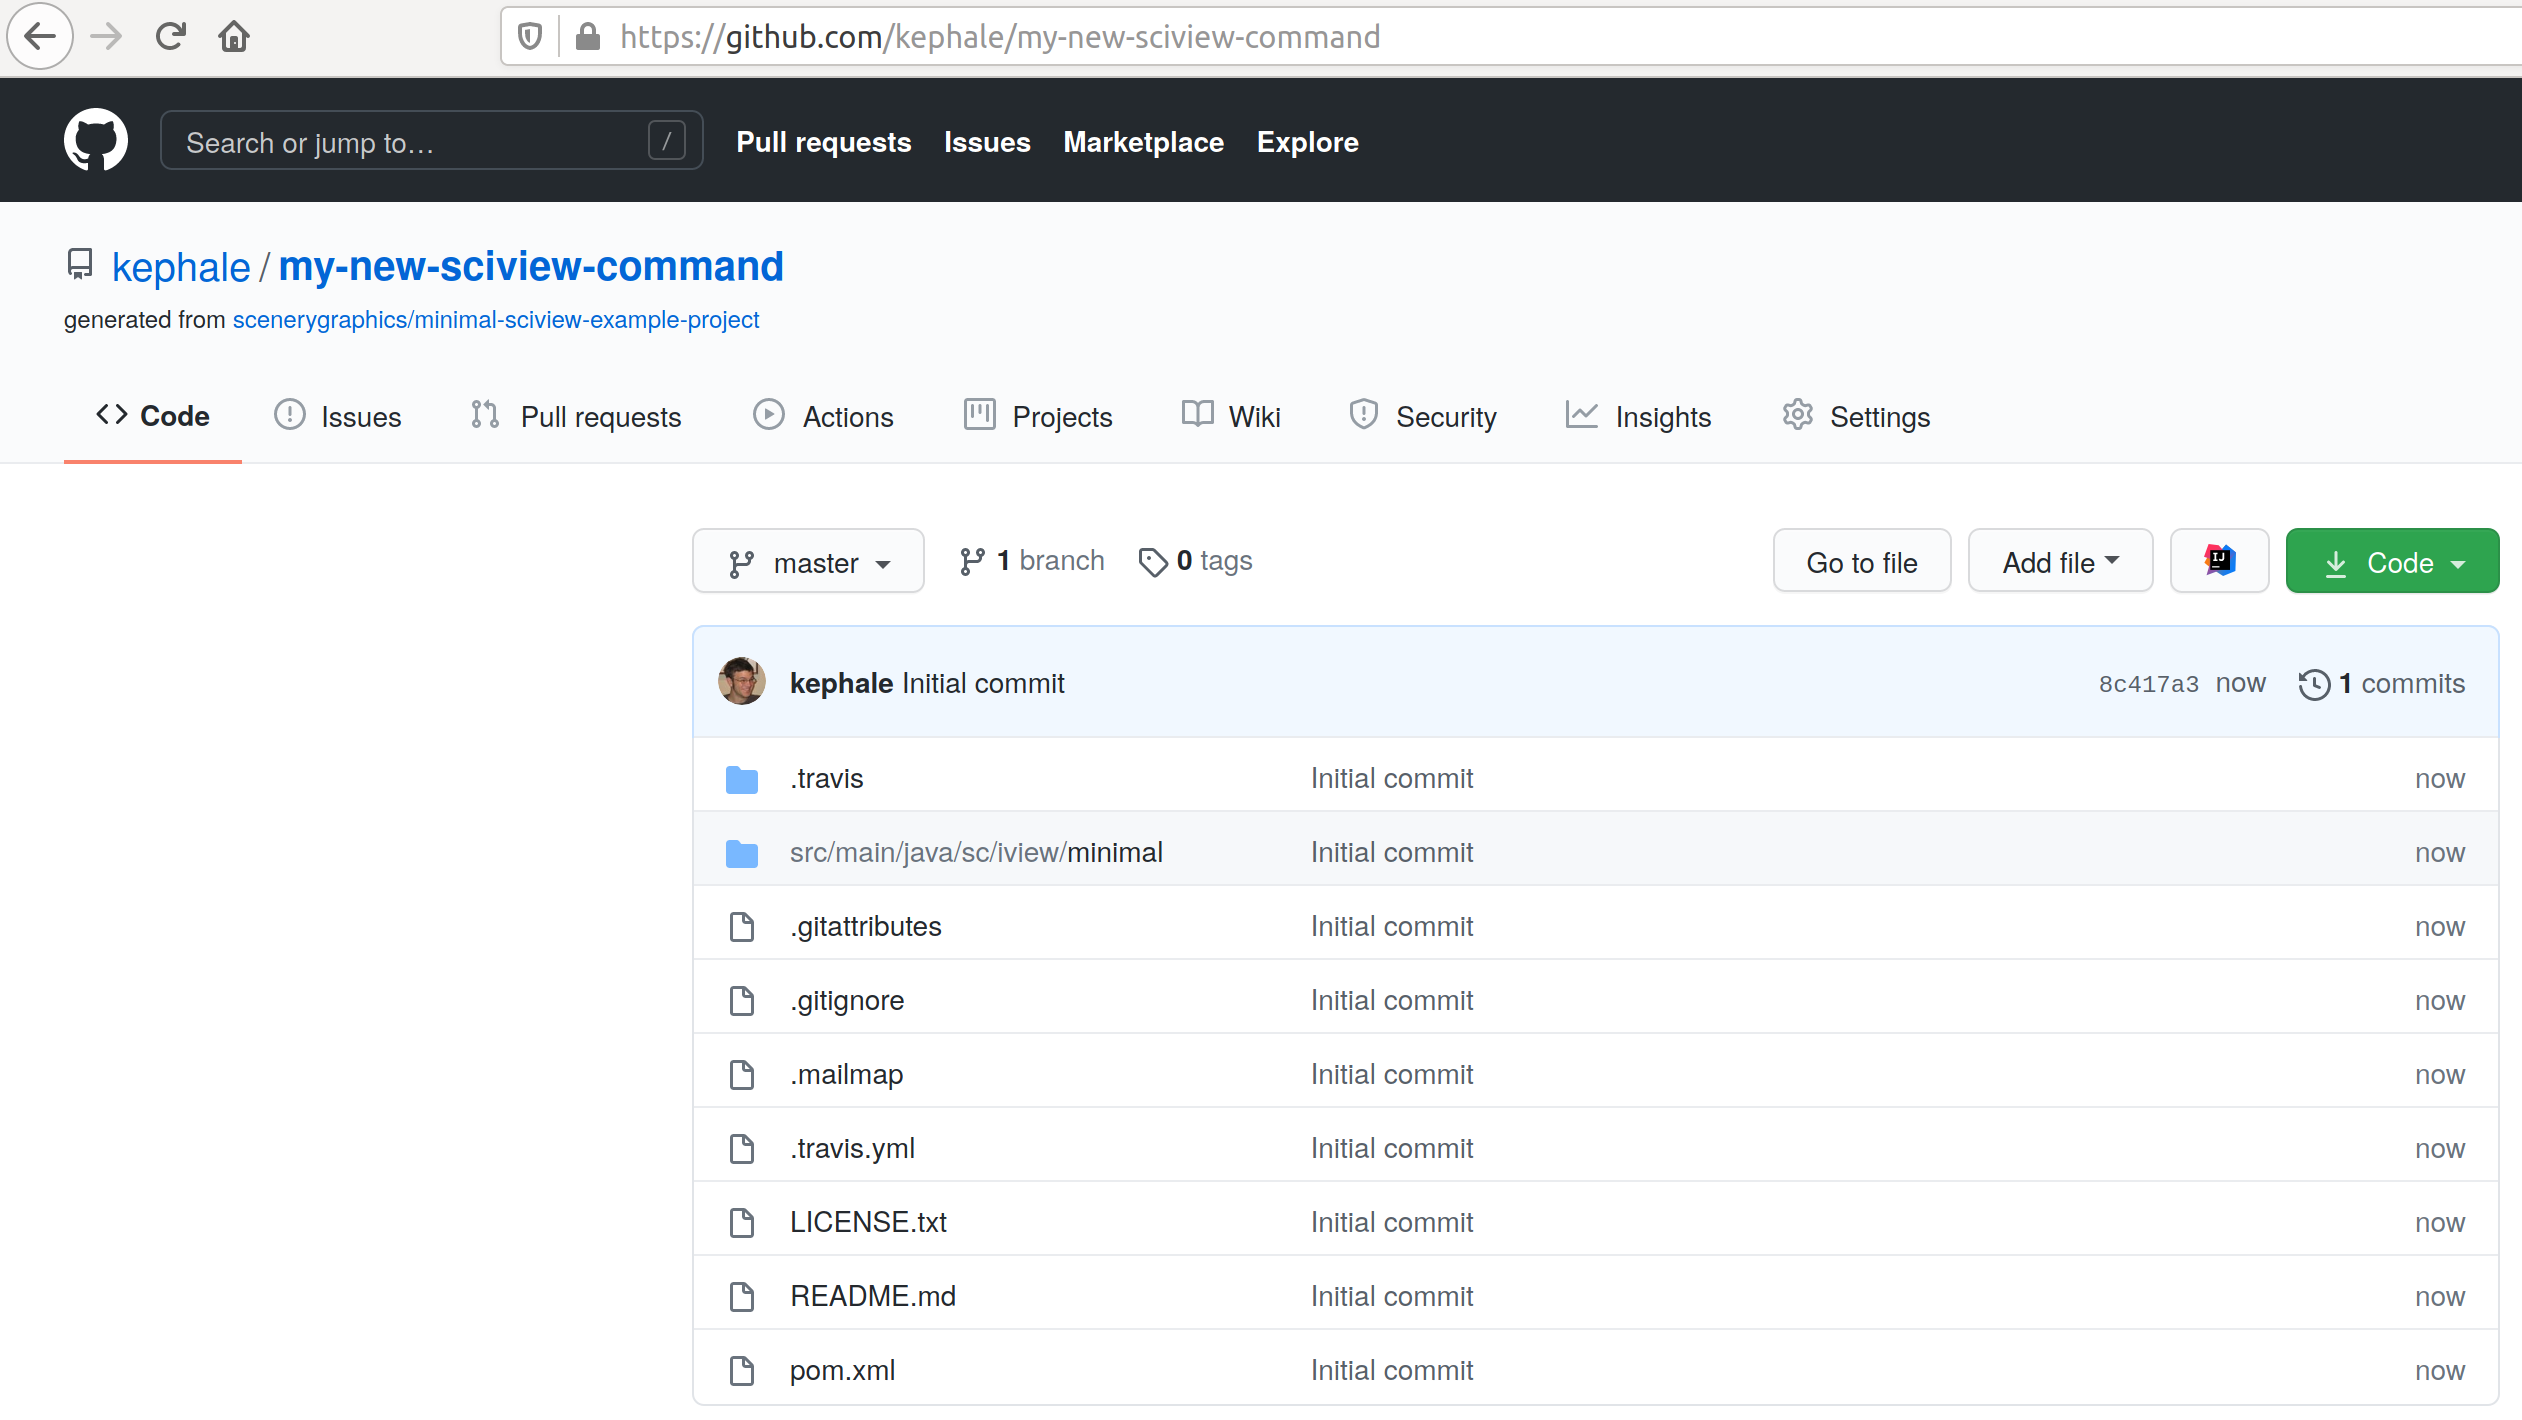 https://github.com/kephale/my-new-sciview-command
Search or jump to…
/
Pull requests Issues Marketplace Explore
kephale / my-new-sciview-command
generated from scenerygraphics/minimal-sciview-example-project
Code Issues Pull requests Actions Projects Wiki Security Insights Settings
master 1 branch 0 tags Go to file Add file IJ Code
kephale Initial commit 8c417a3 now 1 commits
.travis Initial commit now
src/main/java/sc/iview/minimal Initial commit now
.gitattributes Initial commit now
.gitignore Initial commit now
.mailmap Initial commit now
.travis.yml Initial commit now
LICENSE.txt Initial commit now
README.md Initial commit now
pom.xml Initial commit now